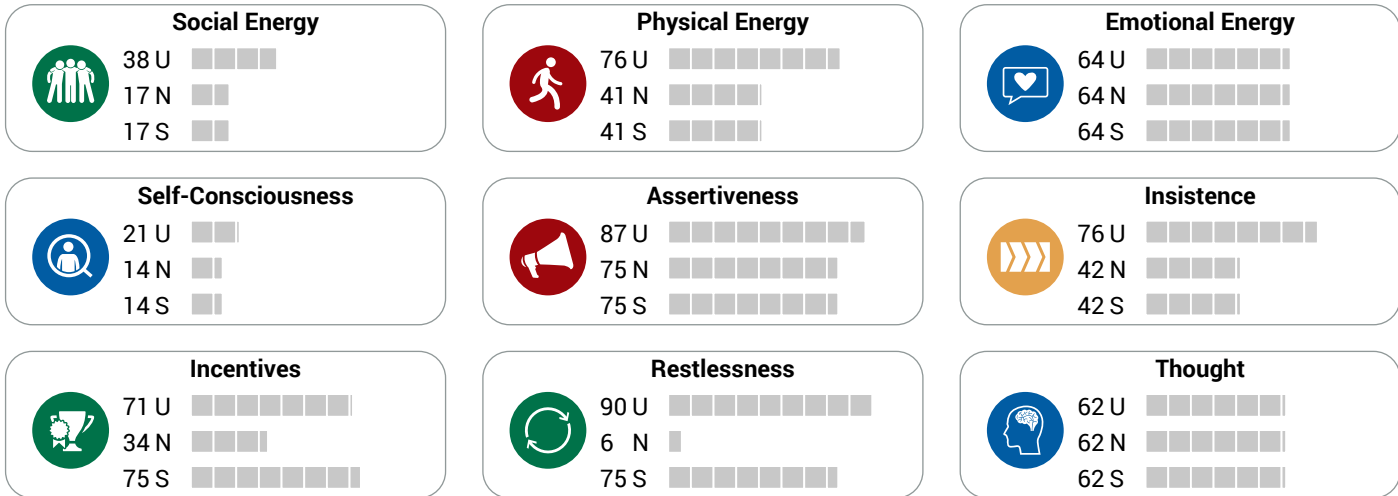 Social Energy
38 U
17 N
17 S
Physical Energy
76 U
41 N
41 S
Emotional Energy
64 U
64 N
64 S
Self-Consciousness
21 U
14 N
14 S
Assertiveness
87 U
75 N
75 S
Insistence
76 U
42 N
42 S
Incentives
71 U
34 N
75 S
Restlessness
90 U
6 N
75 S
Thought
62 U
62 N
62 S